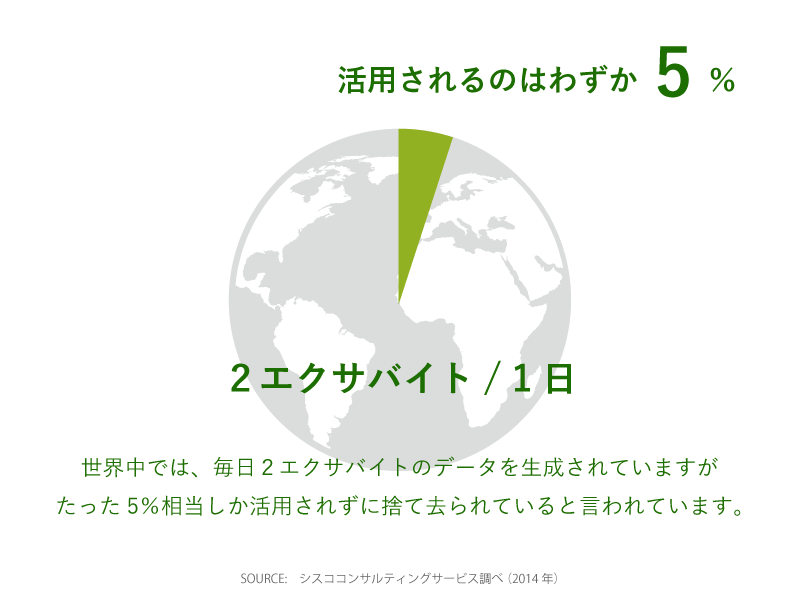 活用されるのはわずか 5 %
2エクサバイト / 1日
世界中では、毎日2エクサバイトのデータを生成されていますが
たった5%相当しか活用されずに捨て去られていると言われています。
SOURCE: シスココンサルティングサービス調べ(2014年)